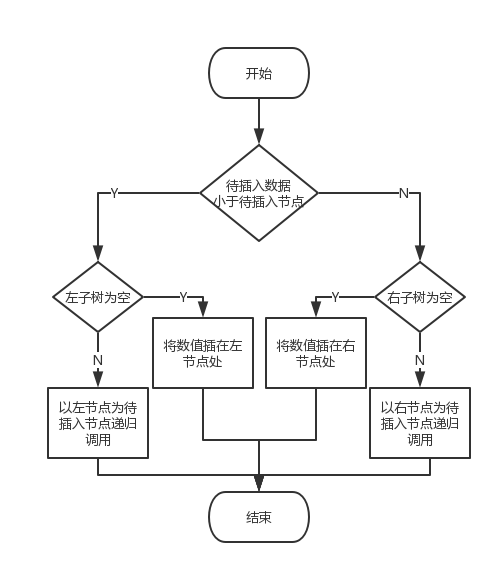 开始
待插入数据
小于待插入节点
Y
N
左子树为空
Y
Y
右子树为空
将数值插在左
节点处
将数值插在右
节点处
N
N
以左节点为待
插入节点递归
调用
以右节点为待
插入节点递归
调用
结束